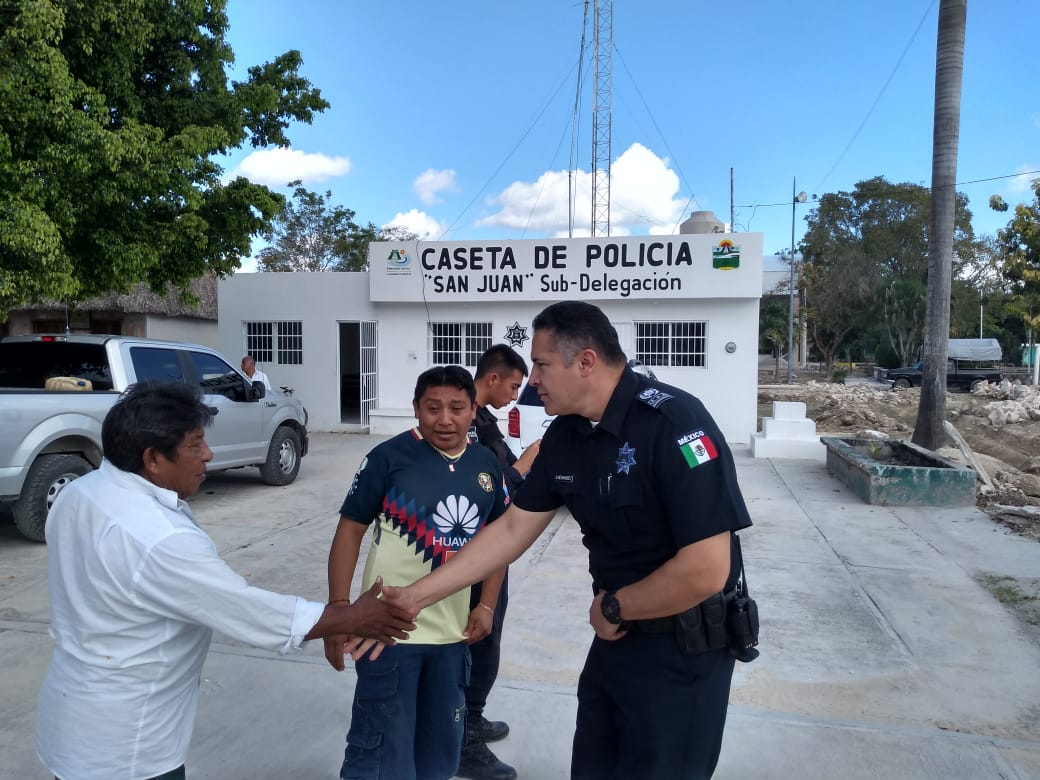 CASETA DE POLICIA
"SAN JUAN" Sub-Delegación
MÉXICO
HUAWEI